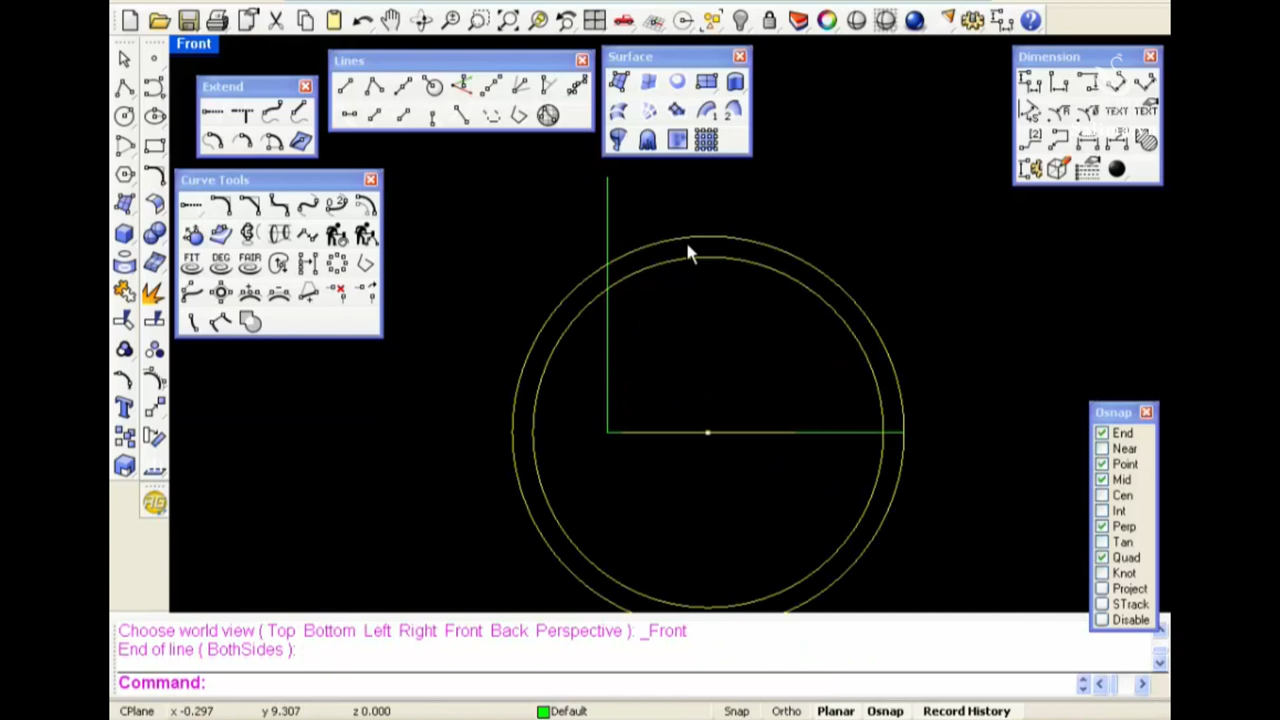 Front
Extend
Lines
Surface
1 2
Dimension
TEXT TEXT
Curve Tools
FIT DEG FAIR
Osnap
End
Near
Point
Mid
Cen
Int
Perp
Tan
Quad
Knot
Project
STrack
Disable
Choose world view ( Top Bottom Left Right Front Back Perspective ): _Front
End of line ( BothSides ):
Command:
CPlane x -0.297 y 9.307 z 0.000 Default Snap Ortho Planar Osnap Record History